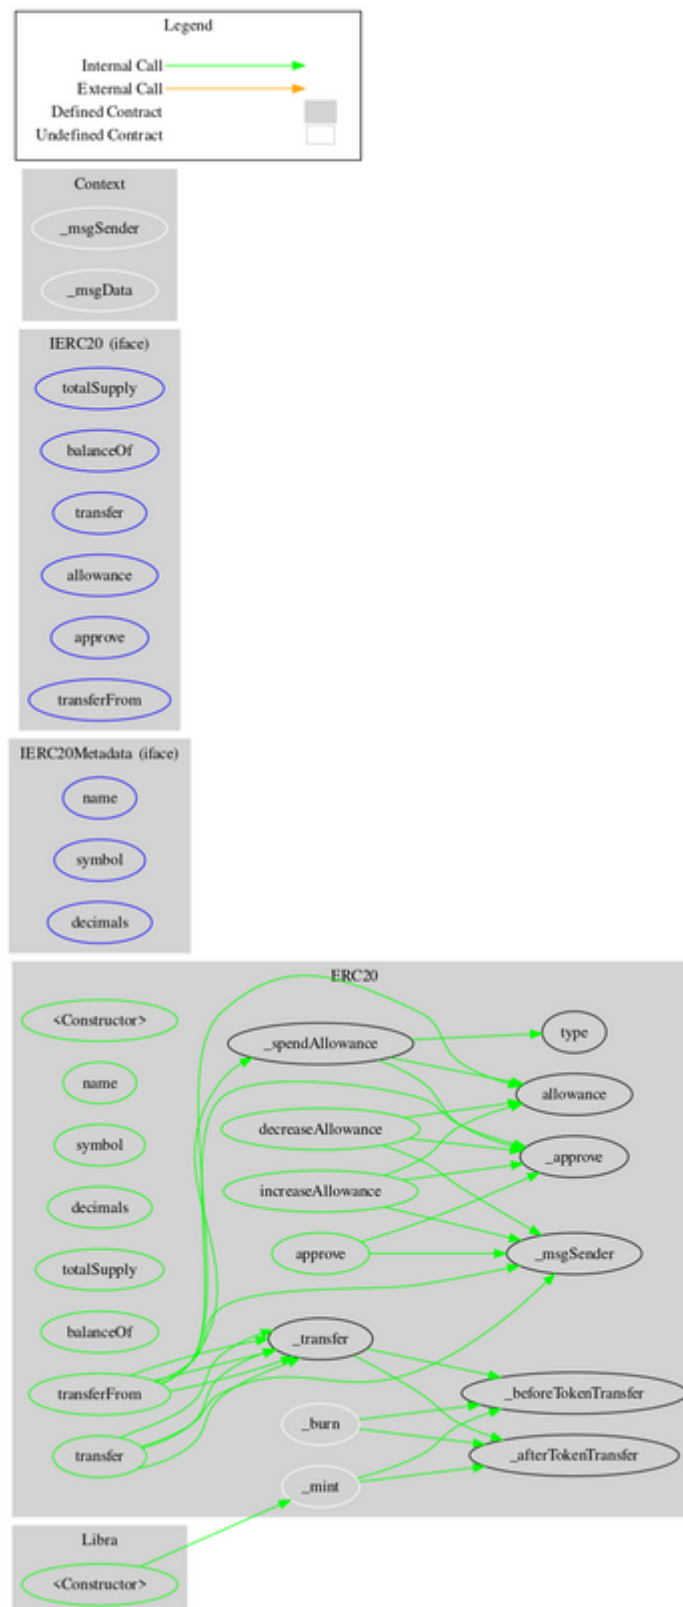 Legend
Internal Call
External Call
Defined Contract
Undefined Contract
Context
_msgSender
_msgData
IERC20 (iface)
totalSupply
balanceOf
transfer
allowance
approve
transferFrom
IERC20Metadata (iface)
name
symbol
decimals
ERC20
<Constructor>
name
symbol
decimals
totalSupply
balanceOf
transferFrom
transfer
_spendAllowance
decreaseAllowance
increaseAllowance
approve
_transfer
_burn
_mint
type
allowance
_approve
_msgSender
_beforeTokenTransfer
_afterTokenTransfer
Libra
<Constructor>